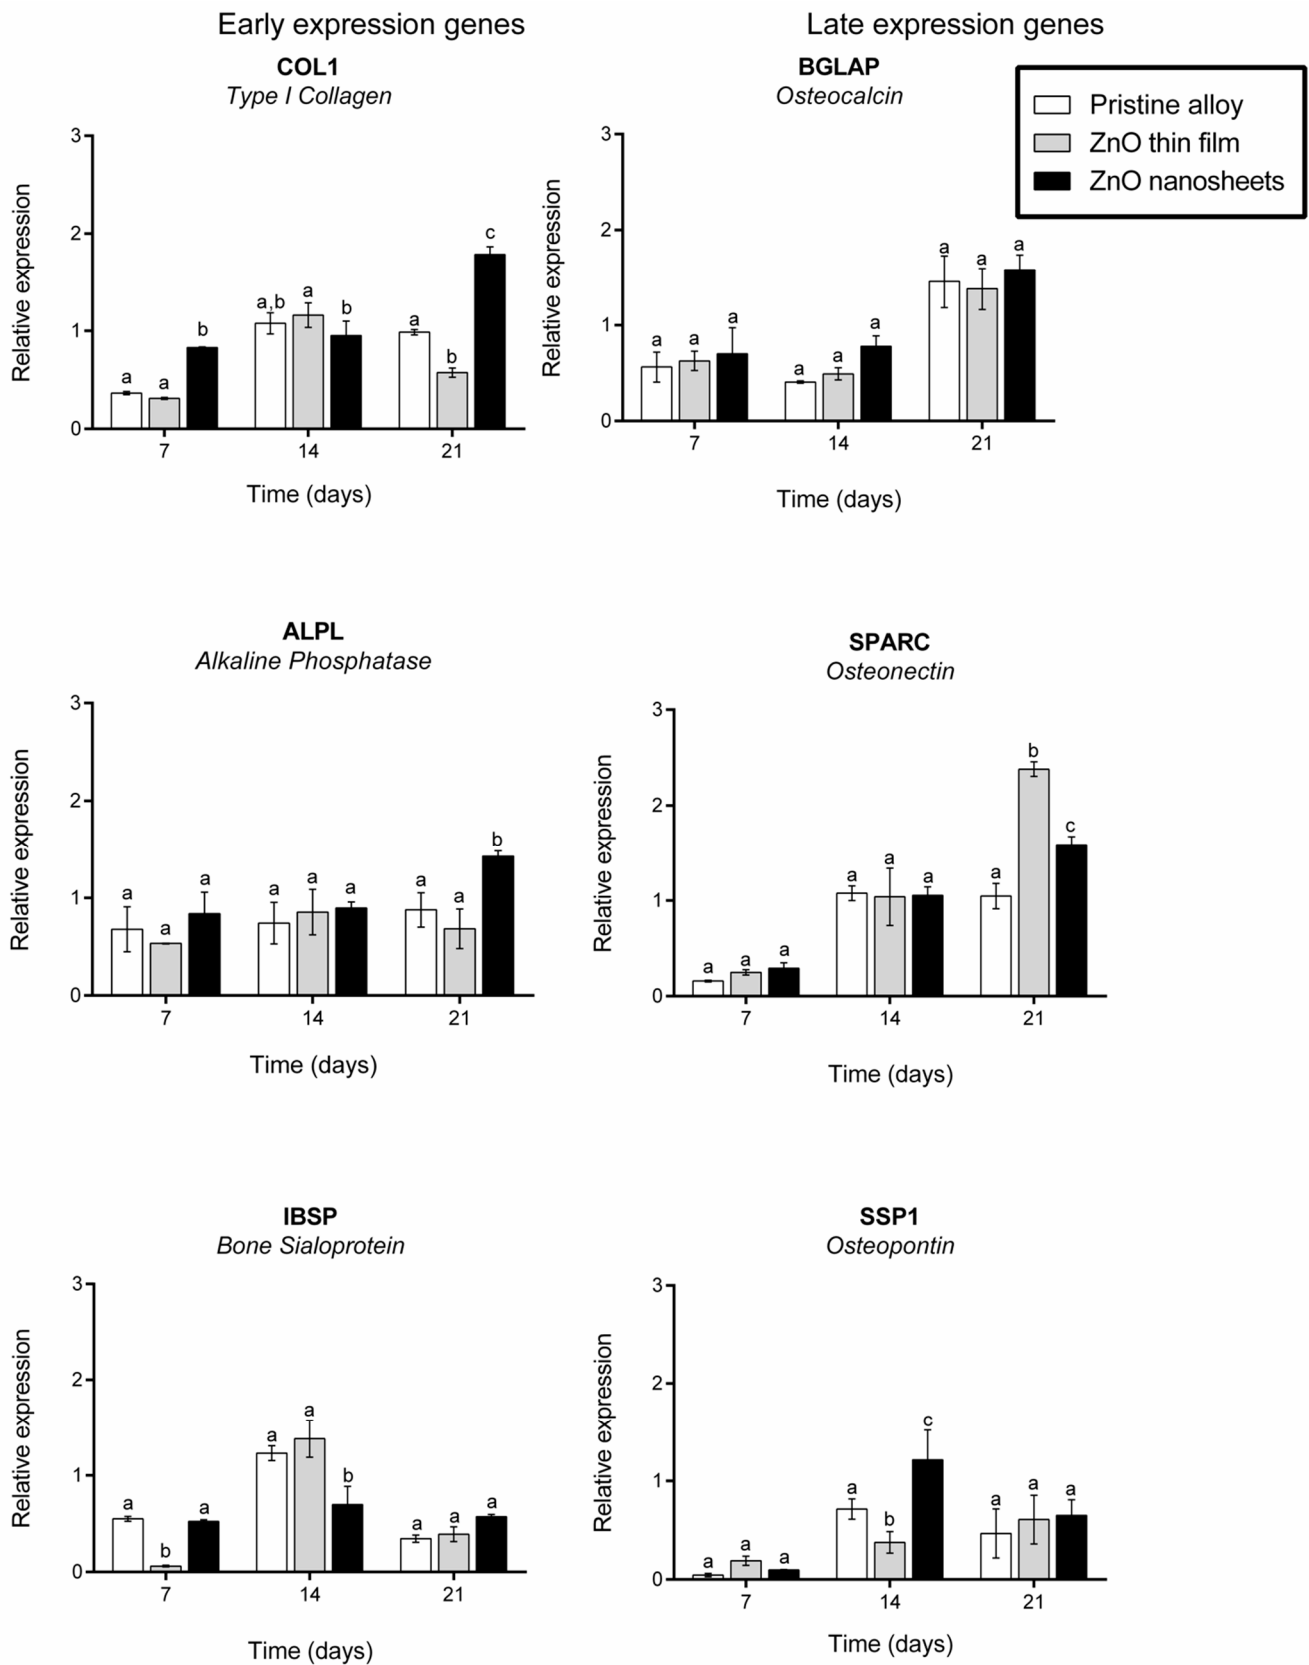 Early expression genes
Late expression genes
COL1
Type I Collagen
Relative expression
3
2
1
0
a
a
b
a,b
a
b
a
b
c
7
14
21
Time (days)
BGLAP
Osteocalcin
Relative expression
3
2
1
0
a
a
a
a
a
a
a
a
a
7
14
21
Time (days)
Pristine alloy
ZnO thin film
ZnO nanosheets
ALPL
Alkaline Phosphatase
Relative expression
3
2
1
0
a
a
a
a
a
a
a
a
b
7
14
21
Time (days)
SPARC
Osteonectin
Relative expression
3
2
1
0
a
a
a
a
a
a
a
b
c
7
14
21
Time (days)
IBSP
Bone Sialoprotein
Relative expression
3
2
1
0
a
b
a
a
a
b
a
a
a
7
14
21
Time (days)
SSP1
Osteopontin
Relative expression
3
2
1
0
a
a
a
a
b
c
a
a
a
7
14
21
Time (days)